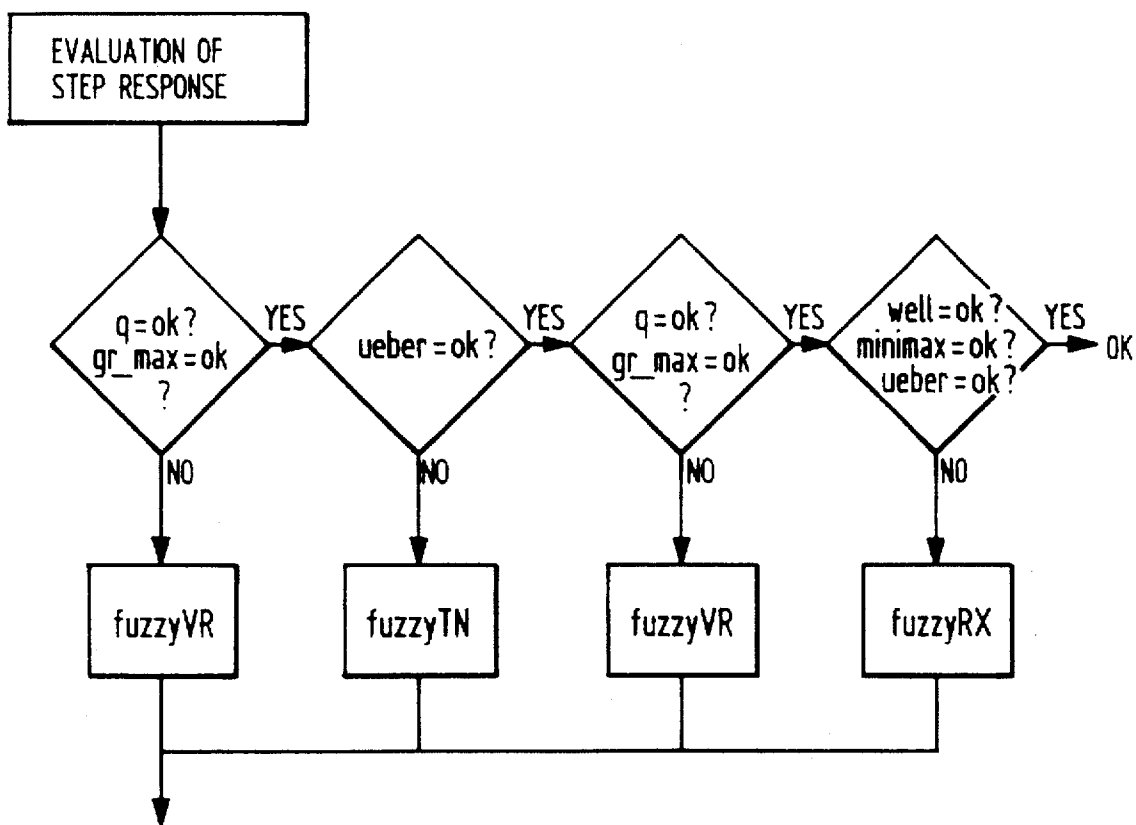 EVALUATION OF
STEP RESPONSE
q=ok?
gr_max=ok
?
YES
NO
ueber=ok?
YES
NO
q=ok?
gr_max=ok
?
YES
NO
well=ok?
minimax=ok?
ueber=ok?
YES
OK
NO
fuzzyVR
fuzzyTN
fuzzyVR
fuzzyRX